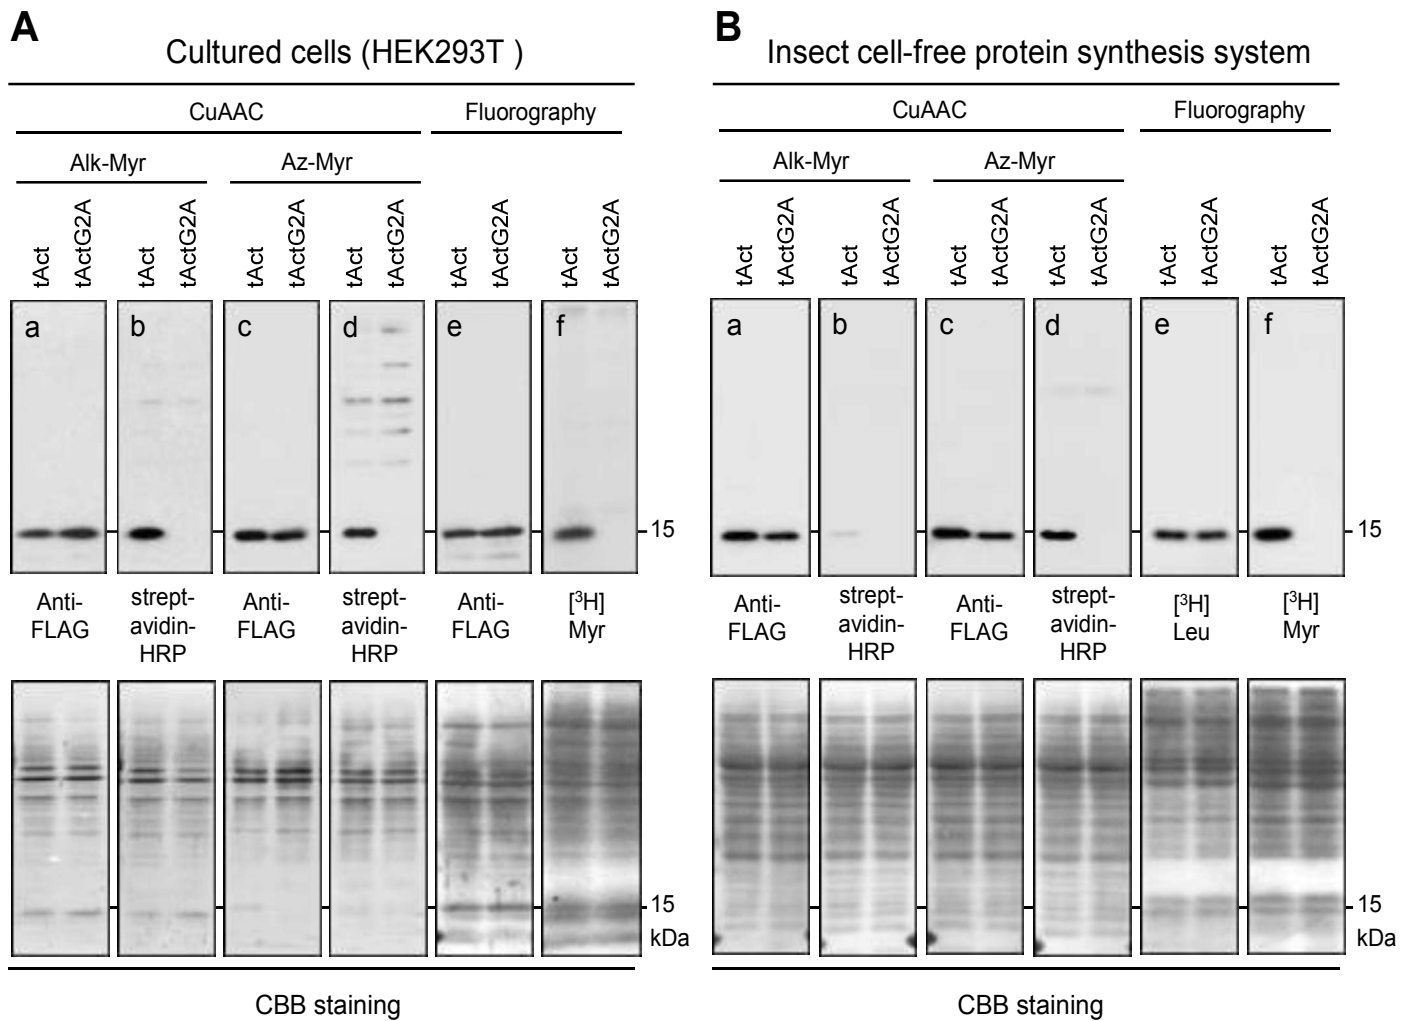 A
Cultured cells (HEK293T )
CuAAC
Fluorography
Alk-Myr
Az-Myr
tAct
tActG2A
tAct
tActG2A
tAct
tActG2A
tAct
tActG2A
tAct
tActG2A
tAct
tActG2A
a
b
c
d
e
f
15
Anti-
FLAG
strept-
avidin-
HRP
Anti-
FLAG
strept-
avidin-
HRP
Anti-
FLAG
[³H]
Myr
15
kDa
CBB staining
B
Insect cell-free protein synthesis system
CuAAC
Fluorography
Alk-Myr
Az-Myr
tAct
tActG2A
tAct
tActG2A
tAct
tActG2A
tAct
tActG2A
tAct
tActG2A
tAct
tActG2A
a
b
c
d
e
f
15
Anti-
FLAG
strept-
avidin-
HRP
Anti-
FLAG
strept-
avidin-
HRP
[³H]
Leu
[³H]
Myr
15
kDa
CBB staining